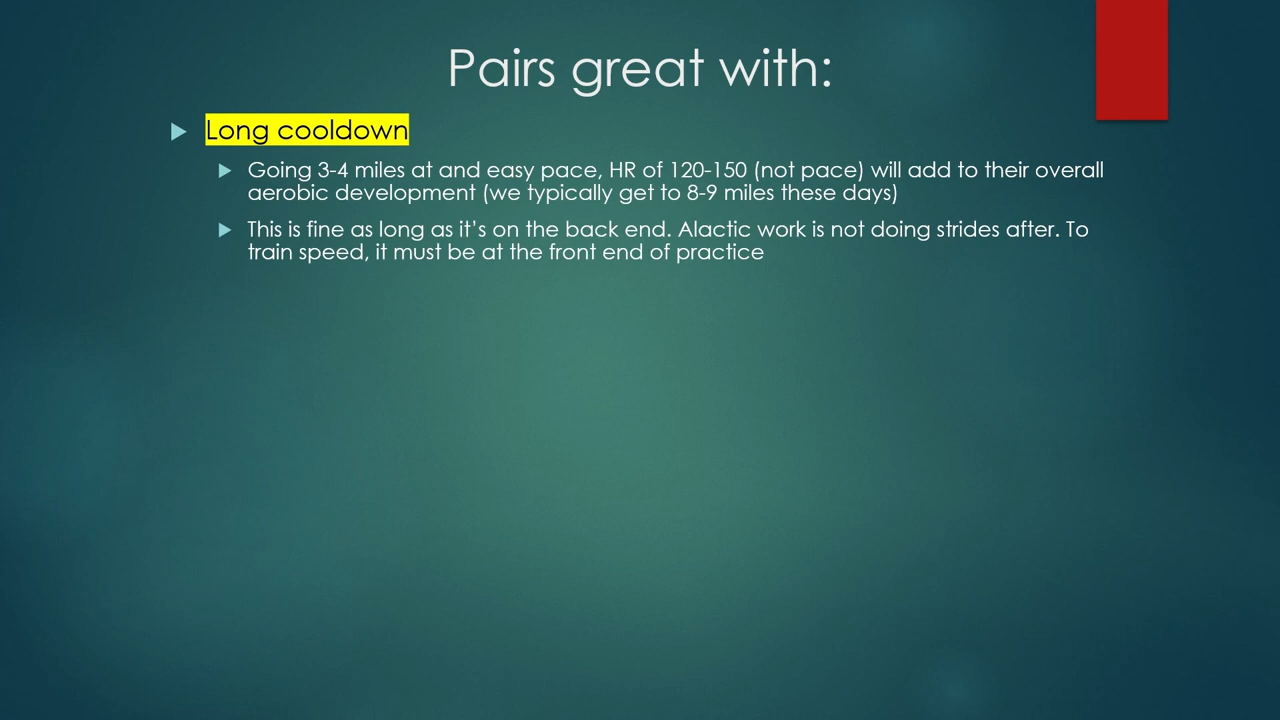 Pairs great with:
Long cooldown
Going 3-4 miles at and easy pace, HR of 120-150 (not pace) will add to their overall
aerobic development (we typically get to 8-9 miles these days)
This is fine as long as it's on the back end. Alactic work is not doing strides after. To
train speed, it must be at the front end of practice